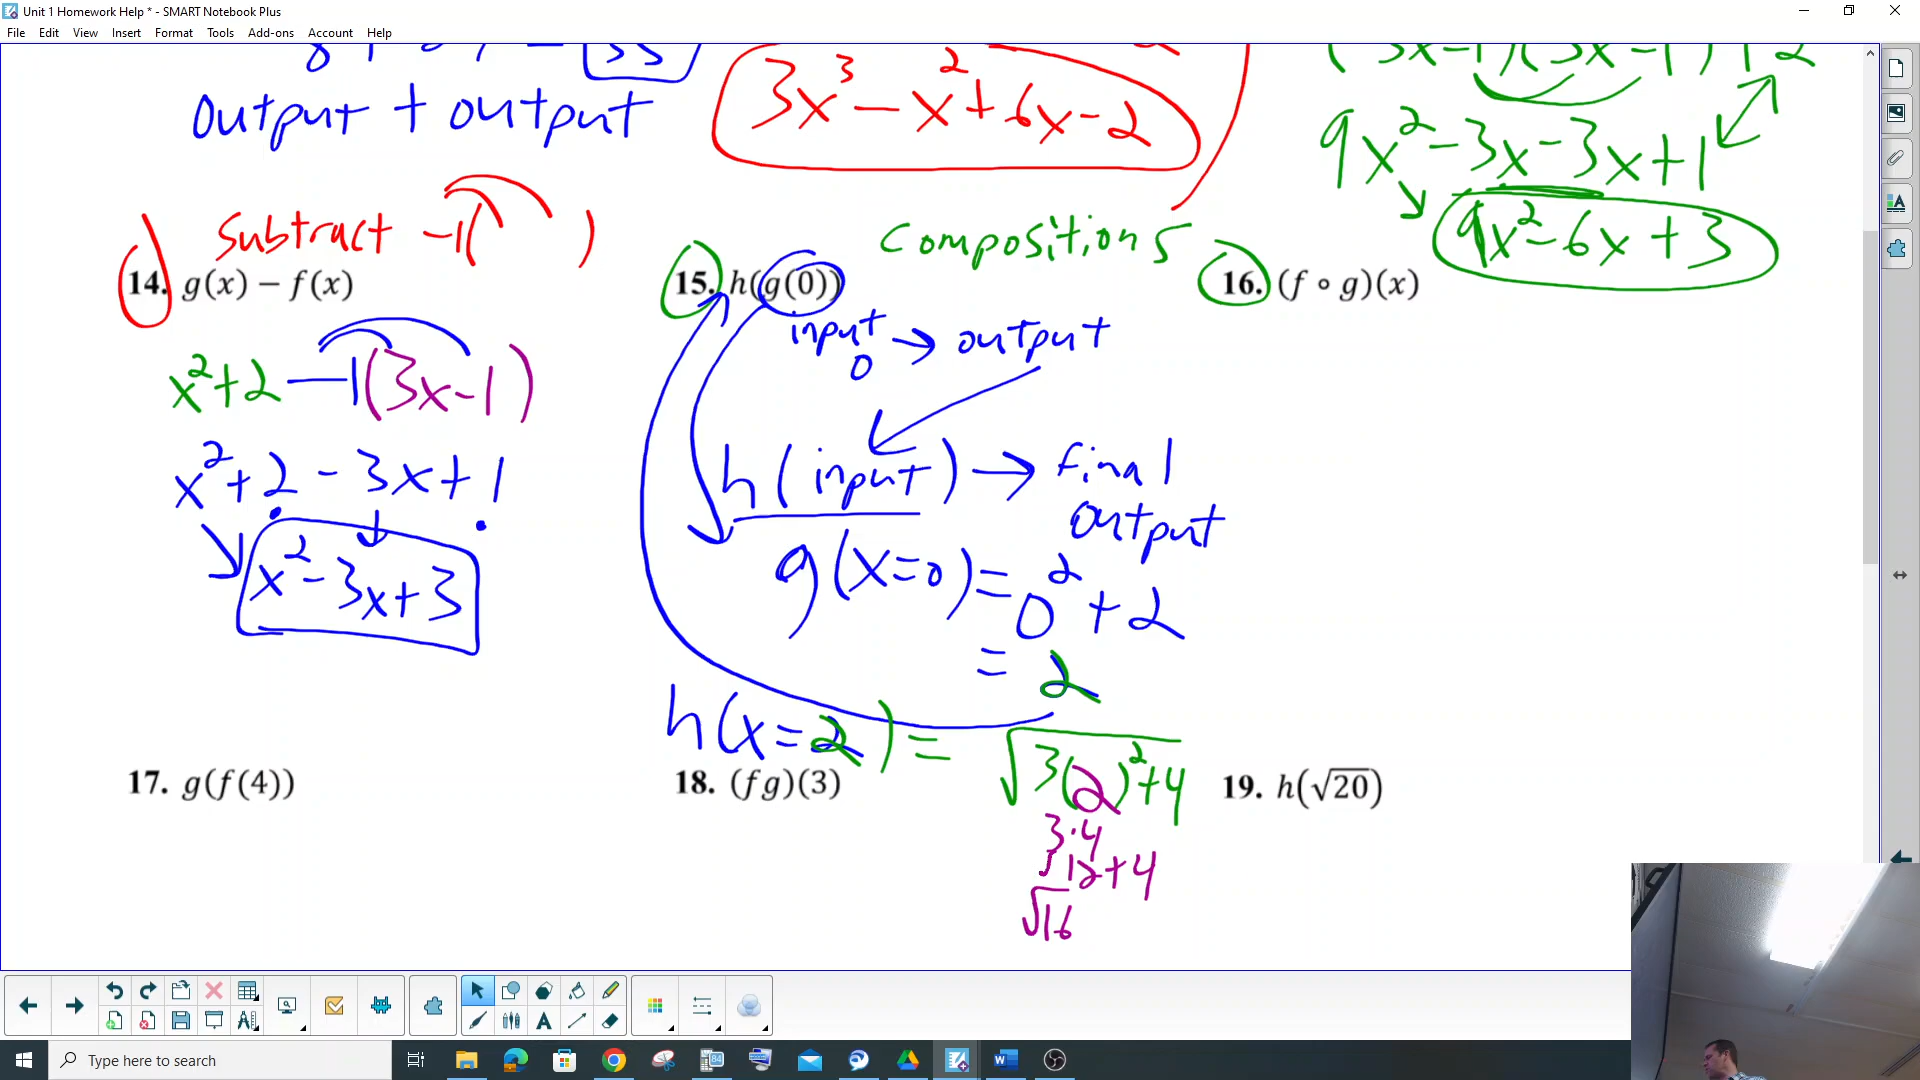 Unit 1 Homework Help * - SMART Notebook Plus
File Edit View Insert Format Tools Add-ons Account Help
output + output
3x³ - x² + 6x - 2
9x² - 3x - 3x + 1
9x² - 6x + 3
Subtract -1( )
Compositions
14. g(x) − f(x)
x² + 2 - 1(3x - 1)
x² + 2 - 3x + 1
x² - 3x + 3
15. h(g(0))
input → output
0
h(input) → final
output
g(x=0) = 0² + 2
= 2
h(x=2) = √3(2)²+4
3·4
12+4
√16
16. (f ∘ g)(x)
17. g(f(4))
18. (fg)(3)
19. h(√20)
Type here to search